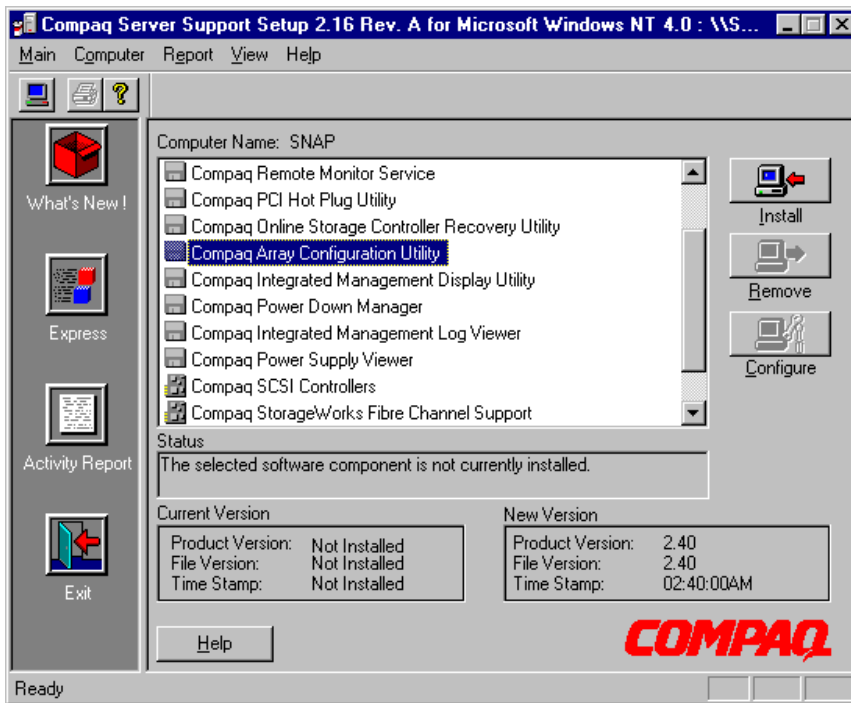 Compaq Server Support Setup 2.16 Rev. A for Microsoft Windows NT 4.0 : \\S...
Main Computer Report View Help
Computer Name: SNAP
What's New !
Express
Activity Report
Exit
Compaq Remote Monitor Service
Compaq PCI Hot Plug Utility
Compaq Online Storage Controller Recovery Utility
Compaq Array Configuration Utility
Compaq Integrated Management Display Utility
Compaq Power Down Manager
Compaq Integrated Management Log Viewer
Compaq Power Supply Viewer
Compaq SCSI Controllers
Compaq StorageWorks Fibre Channel Support
Install
Remove
Configure
Status
The selected software component is not currently installed.
Current Version
Product Version: Not Installed
File Version: Not Installed
Time Stamp: Not Installed
New Version
Product Version: 2.40
File Version: 2.40
Time Stamp: 02:40:00AM
Help
COMPAQ
Ready